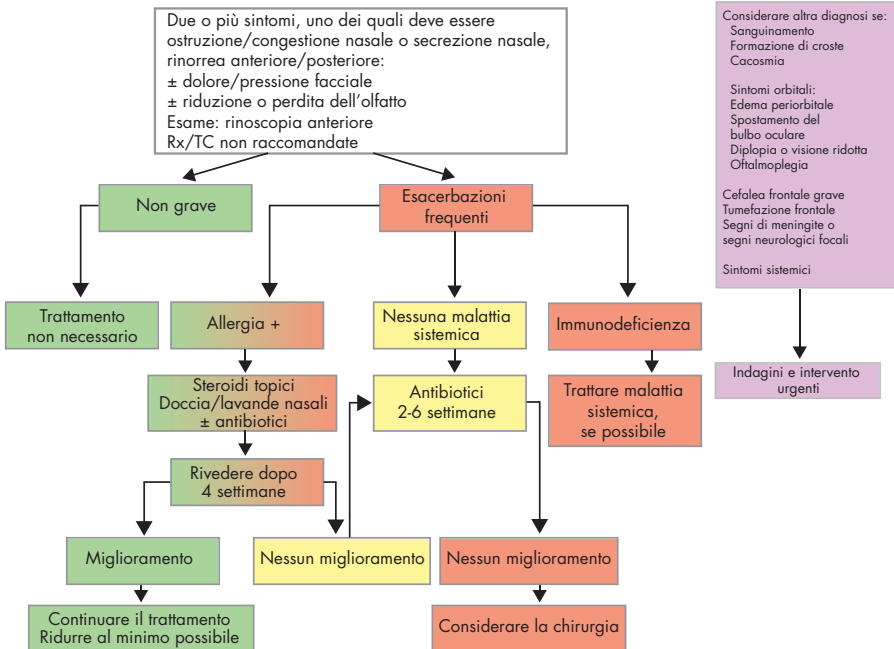 Due o più sintomi, uno dei quali deve essere
ostruzione/congestione nasale o secrezione nasale,
rinorrea anteriore/posteriore:
± dolore/pressione facciale
± riduzione o perdita dell'olfatto
Esame: rinoscopia anteriore
Rx/TC non raccomandate
Considerare altra diagnosi se:
Sanguinamento
Formazione di croste
Cacosmia
Sintomi orbitali:
Edema periorbitale
Spostamento del
bulbo oculare
Diplopia o visione ridotta
Oftalmoplegia
Cefalea frontale grave
Tumefazione frontale
Segni di meningite o
segni neurologici focali
Sintomi sistemici
Non grave
Esacerbazioni
frequenti
Trattamento
non necessario
Allergia +
Nessuna malattia
sistemica
Immunodeficienza
Indagini e intervento
urgenti
Steroidi topici
Doccia/lavande nasali
± antibiotici
Antibiotici
2-6 settimane
Trattare malattia
sistemica,
se possibile
Rivedere dopo
4 settimane
Miglioramento
Nessun miglioramento
Nessun miglioramento
Continuare il trattamento
Ridurre al minimo possibile
Considerare la chirurgia